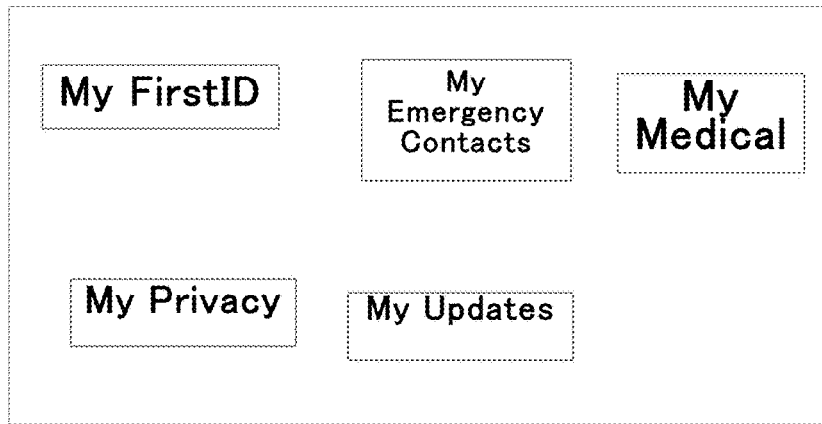 My FirstID
My
Emergency
Contacts
My
Medical
My Privacy
My Updates